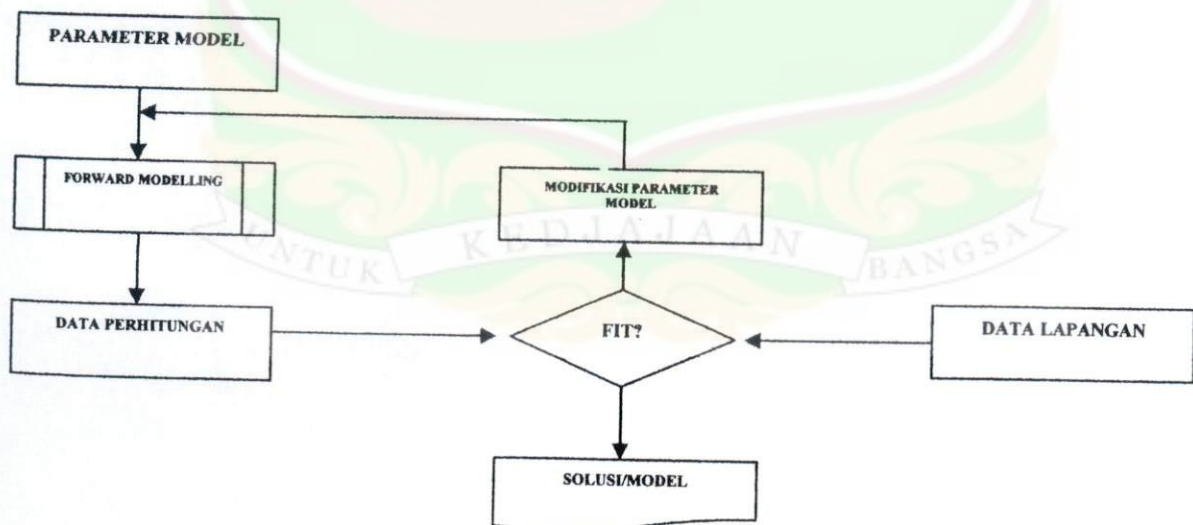 PARAMETER MODEL
FORWARD MODELLING
MODIFIKASI PARAMETER
MODEL
UNTUK KEDJAJAAN BANGSA
DATA PERHITUNGAN
FIT?
DATA LAPANGAN
SOLUSI/MODEL